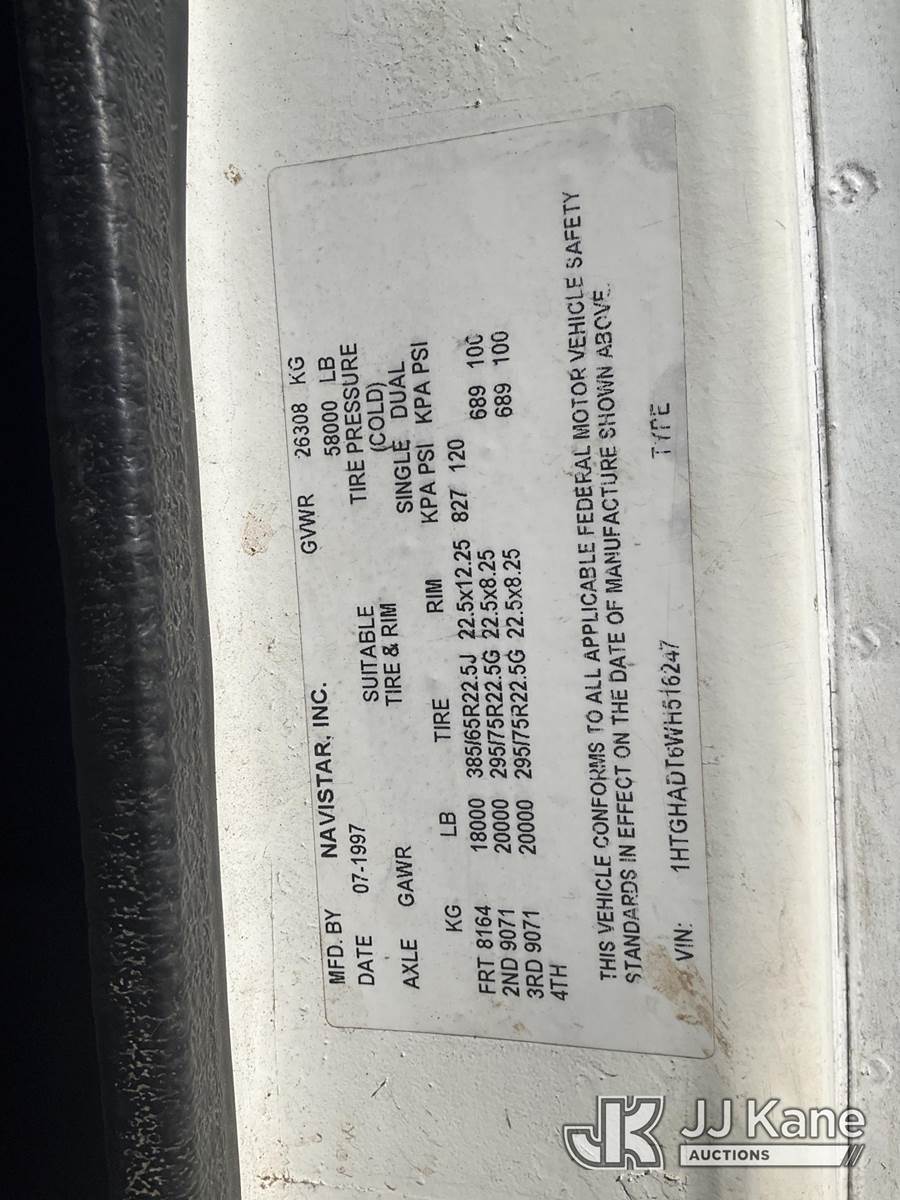 MFD. BY NAVISTAR, INC. GVWR 26308 KG
DATE 07-1997 58000 LB
SUITABLE TIRE PRESSURE
TIRE & RIM (COLD)
AXLE GAWR SINGLE DUAL
KG LB TIRE RIM KPA PSI KPA PSI
FRT 8164 18000 385/65R22.5J 22.5x12.25 827 120
2ND 9071 20000 295/75R22.5G 22.5x8.25 689 100
3RD 9071 20000 295/75R22.5G 22.5x8.25 689 100
4TH
THIS VEHICLE CONFORMS TO ALL APPLICABLE FEDERAL MOTOR VEHICLE SAFETY
STANDARDS IN EFFECT ON THE DATE OF MANUFACTURE SHOWN ABOVE.
VIN: 1HTGHADT6WH516247 TYPE
JK JJ Kane
AUCTIONS